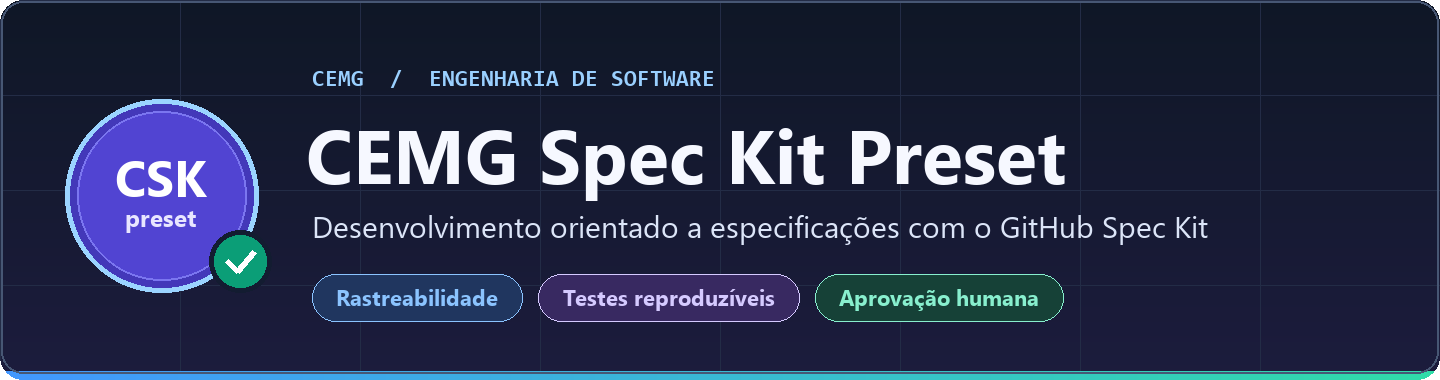 CEMG / ENGENHARIA DE SOFTWARE
CSK
preset
CEMG Spec Kit Preset
Desenvolvimento orientado a especificações com o GitHub Spec Kit
Rastreabilidade
Testes reproduzíveis
Aprovação humana